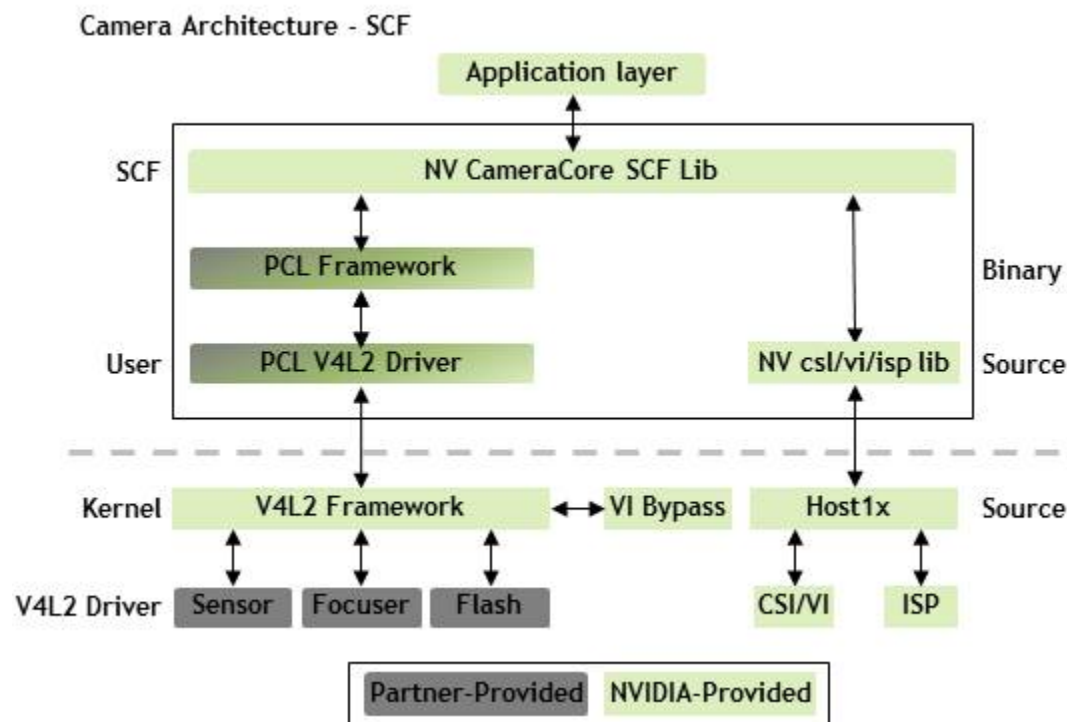 Camera Architecture - SCF
Application layer
SCF
NV CameraCore SCF Lib
PCL Framework
Binary
User
PCL V4L2 Driver
NV csl/vi/isp lib
Source
Kernel
V4L2 Framework
VI Bypass
Host1x
Source
V4L2 Driver
Sensor
Focuser
Flash
CSI/VI
ISP
Partner-Provided
NVIDIA-Provided